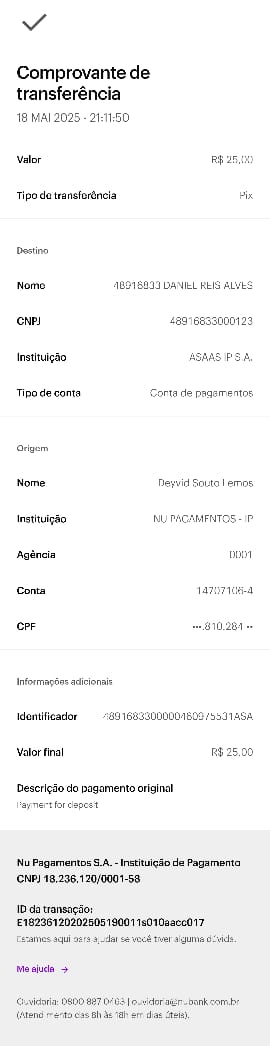 Comprovante de
transferência
18 MAI 2025 - 21:11:50
Valor R$ 25,00
Tipo de transferência Pix
Destino
Nome 48916833 DANIEL REIS ALVES
CNPJ 48916833000123
Instituição ASAAS IP S.A.
Tipo de conta Conta de pagamentos
Origem
Nome Deyvid Souto Lemos
Instituição NU PAGAMENTOS - IP
Agência 0001
Conta 14707106-4
CPF •••.810.284-••
Informações adicionais
Identificador 4891683300000460975531ASA
Valor final R$ 25,00
Descrição do pagamento original
Payment for deposit
Nu Pagamentos S.A. - Instituição de Pagamento
CNPJ 18.236.120/0001-58
ID da transação:
E18236120202505190011s010aacc017
Estamos aqui para ajudar se você tiver alguma dúvida.
Me ajuda →
Ouvidoria: 0800 887 0463 | ouvidoria@nubank.com.br
(Atendimento das 8h às 18h em dias úteis).